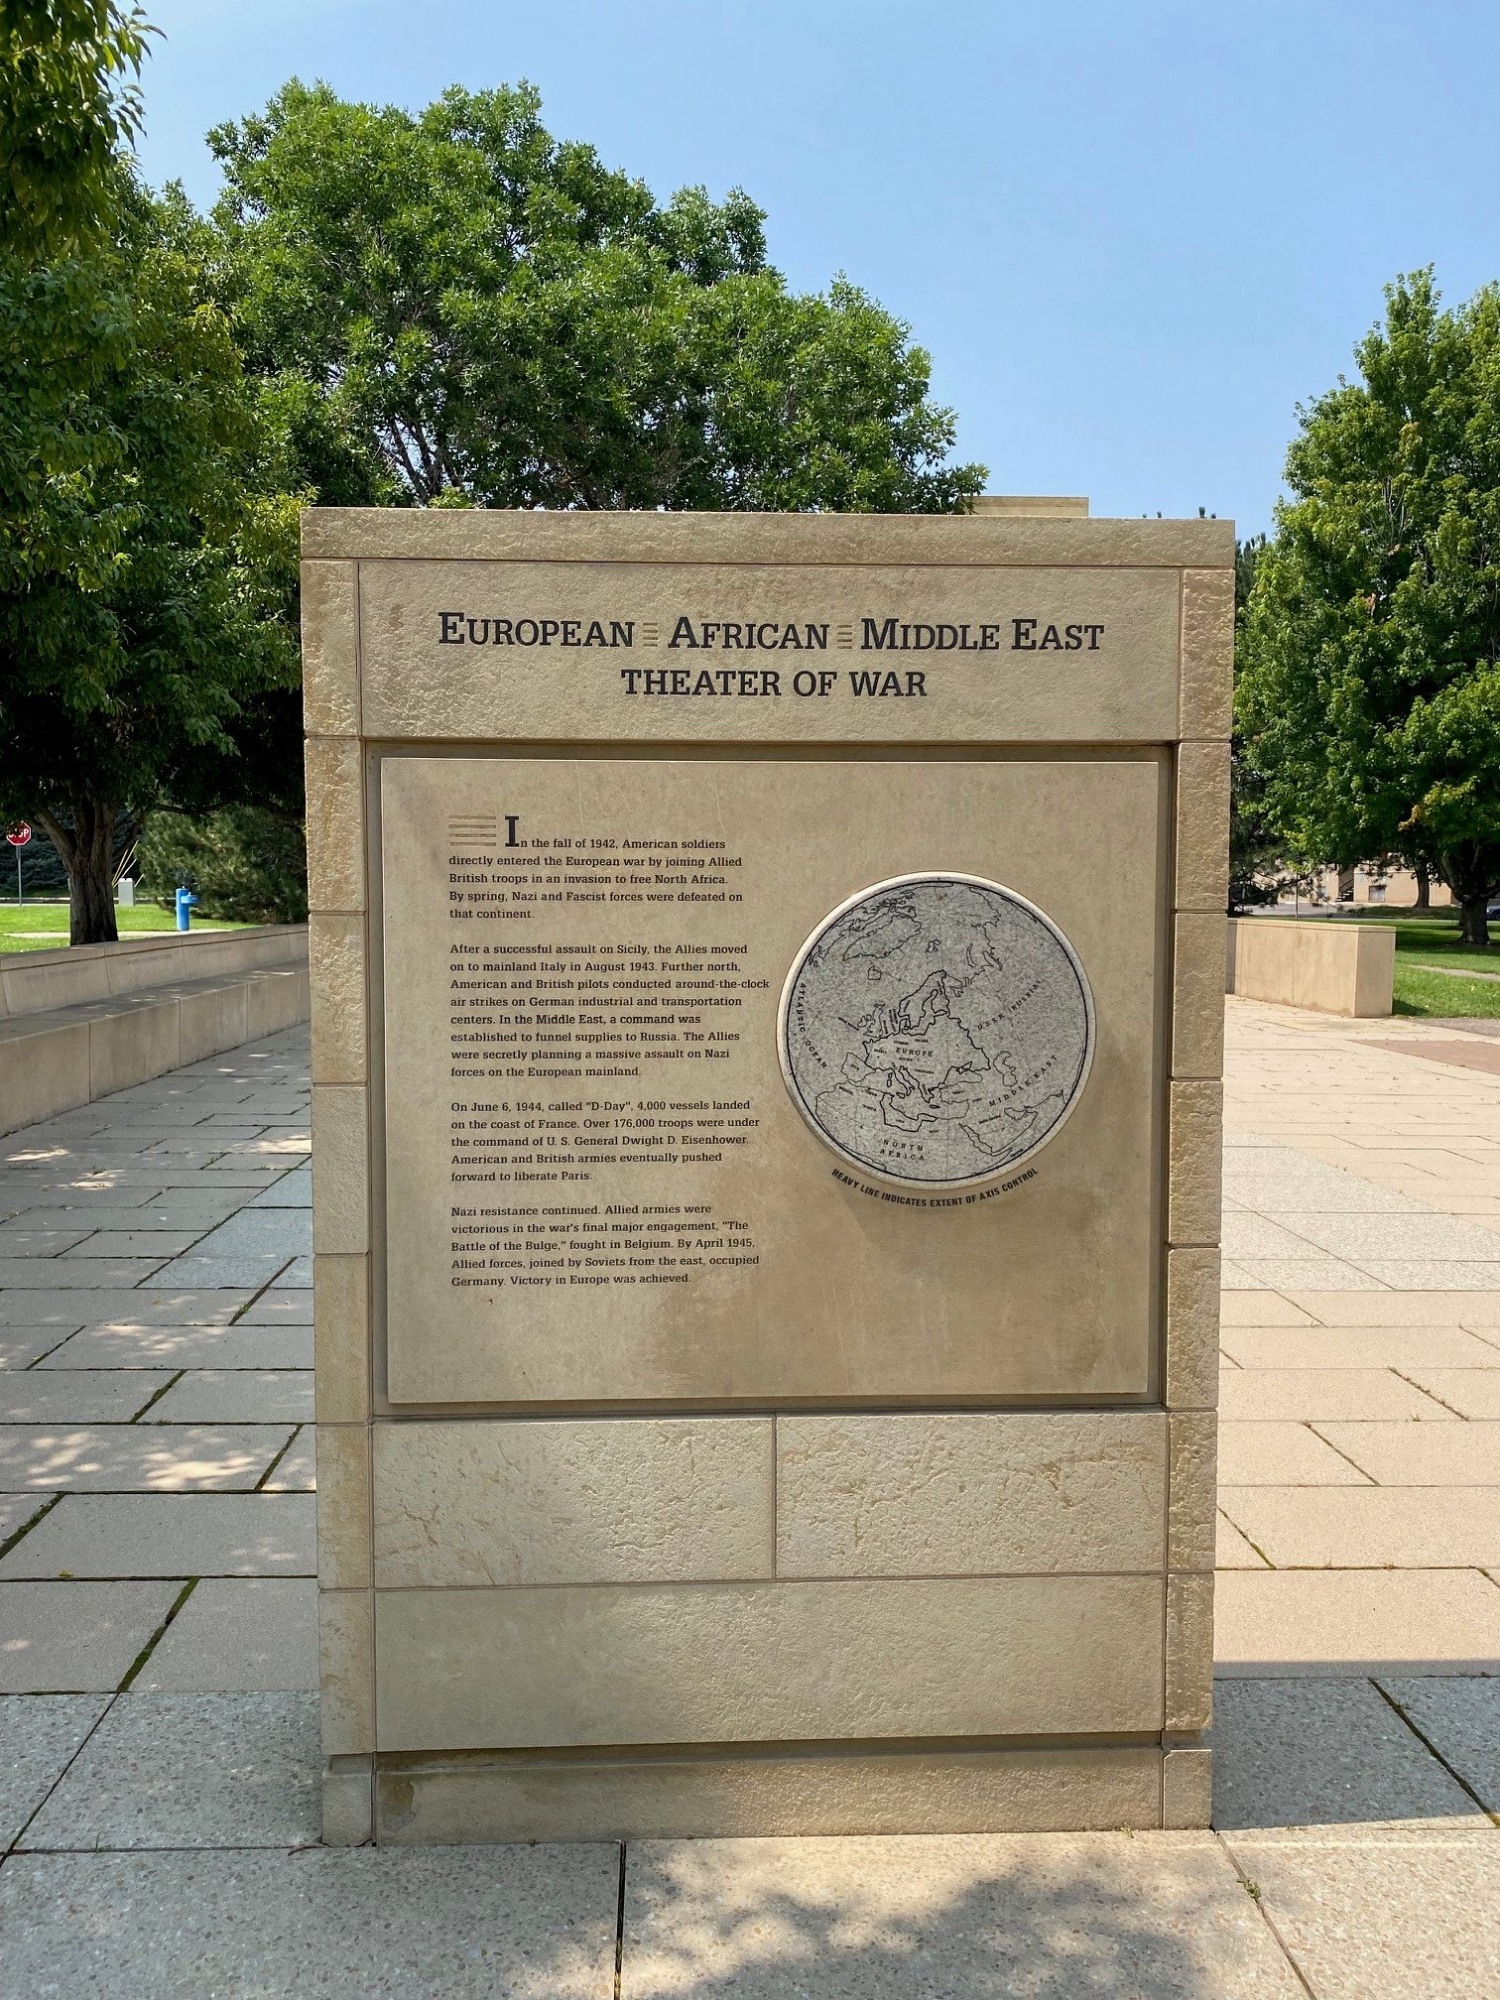 EUROPEAN AFRICAN MIDDLE EAST
THEATER OF WAR
In the fall of 1942, American soldiers
directly entered the European war by joining Allied
British troops in an invasion to free North Africa.
By spring, Nazi and Fascist forces were defeated on
that continent.
After a successful assault on Sicily, the Allies moved
on to mainland Italy in August 1943. Further north,
American and British pilots conducted around-the-clock
air strikes on German industrial and transportation
centers. In the Middle East, a command was
established to funnel supplies to Russia. The Allies
were secretly planning a massive assault on Nazi
forces on the European mainland.
On June 6, 1944, called "D-Day", 4,000 vessels landed
on the coast of France. Over 176,000 troops were under
the command of U. S. General Dwight D. Eisenhower.
American and British armies eventually pushed
forward to liberate Paris.
Nazi resistance continued. Allied armies were
victorious in the war's final major engagement, "The
Battle of the Bulge," fought in Belgium. By April 1945,
Allied forces, joined by Soviets from the east, occupied
Germany. Victory in Europe was achieved.
ATLANTIC OCEAN
EUROPE
MIDDLE EAST
NORTH
AFRICA
HEAVY LINE INDICATES EXTENT OF AXIS CONTROL